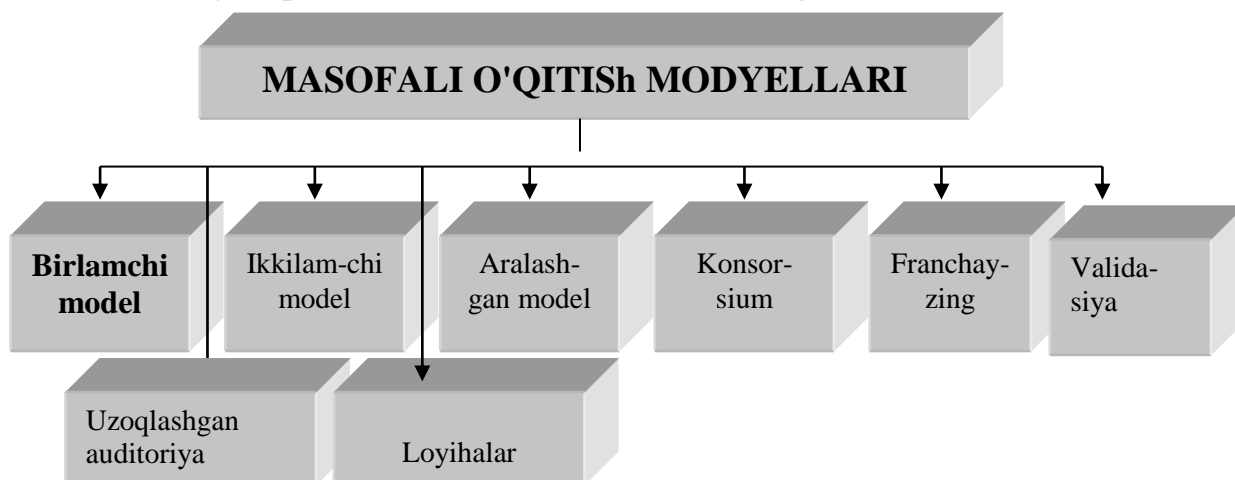 MASOFALI O'QITISh MODYELLARI
Birlamchi
model
Ikkilam-chi
model
Aralash-
gan model
Konsor-
sium
Franchay-
zing
Valida-
siya
Uzoqlashgan
auditoriya
Loyihalar